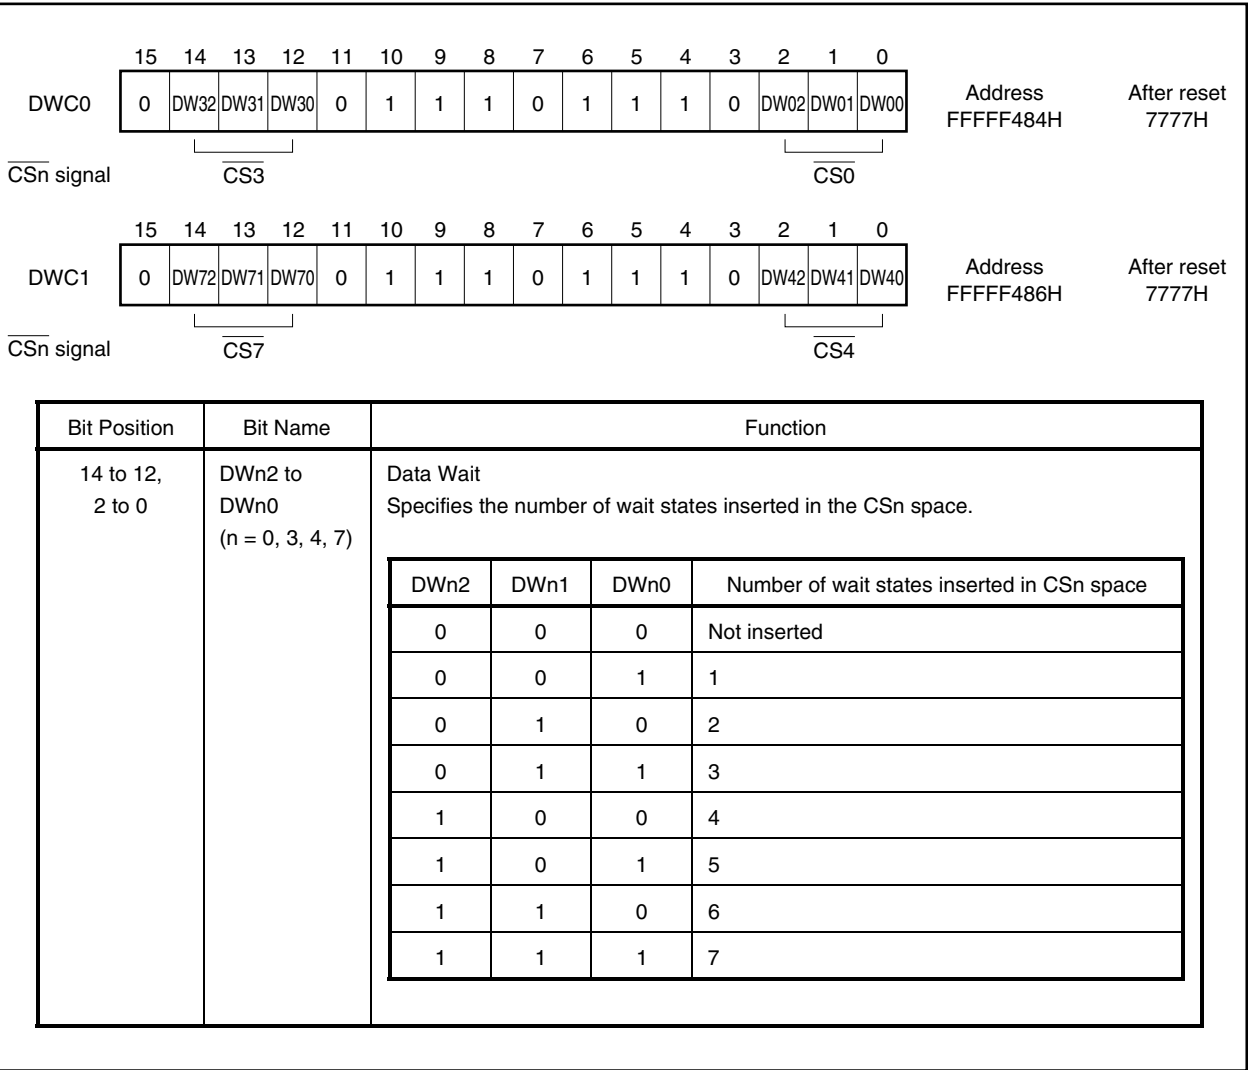 15 14 13 12 11 10 9 8 7 6 5 4 3 2 1 0
DWC0 0 DW32 DW31 DW30 0 1 1 1 0 1 1 1 0 DW02 DW01 DW00 Address FFFFF484H After reset 7777H
CSn signal CS3 CS0
15 14 13 12 11 10 9 8 7 6 5 4 3 2 1 0
DWC1 0 DW72 DW71 DW70 0 1 1 1 0 1 1 1 0 DW42 DW41 DW40 Address FFFFF486H After reset 7777H
CSn signal CS7 CS4
Bit Position Bit Name Function
14 to 12, DWn2 to Data Wait
2 to 0 DWn0 Specifies the number of wait states inserted in the CSn space.
(n = 0, 3, 4, 7)
DWn2 DWn1 DWn0 Number of wait states inserted in CSn space
0 0 0 Not inserted
0 0 1 1
0 1 0 2
0 1 1 3
1 0 0 4
1 0 1 5
1 1 0 6
1 1 1 7